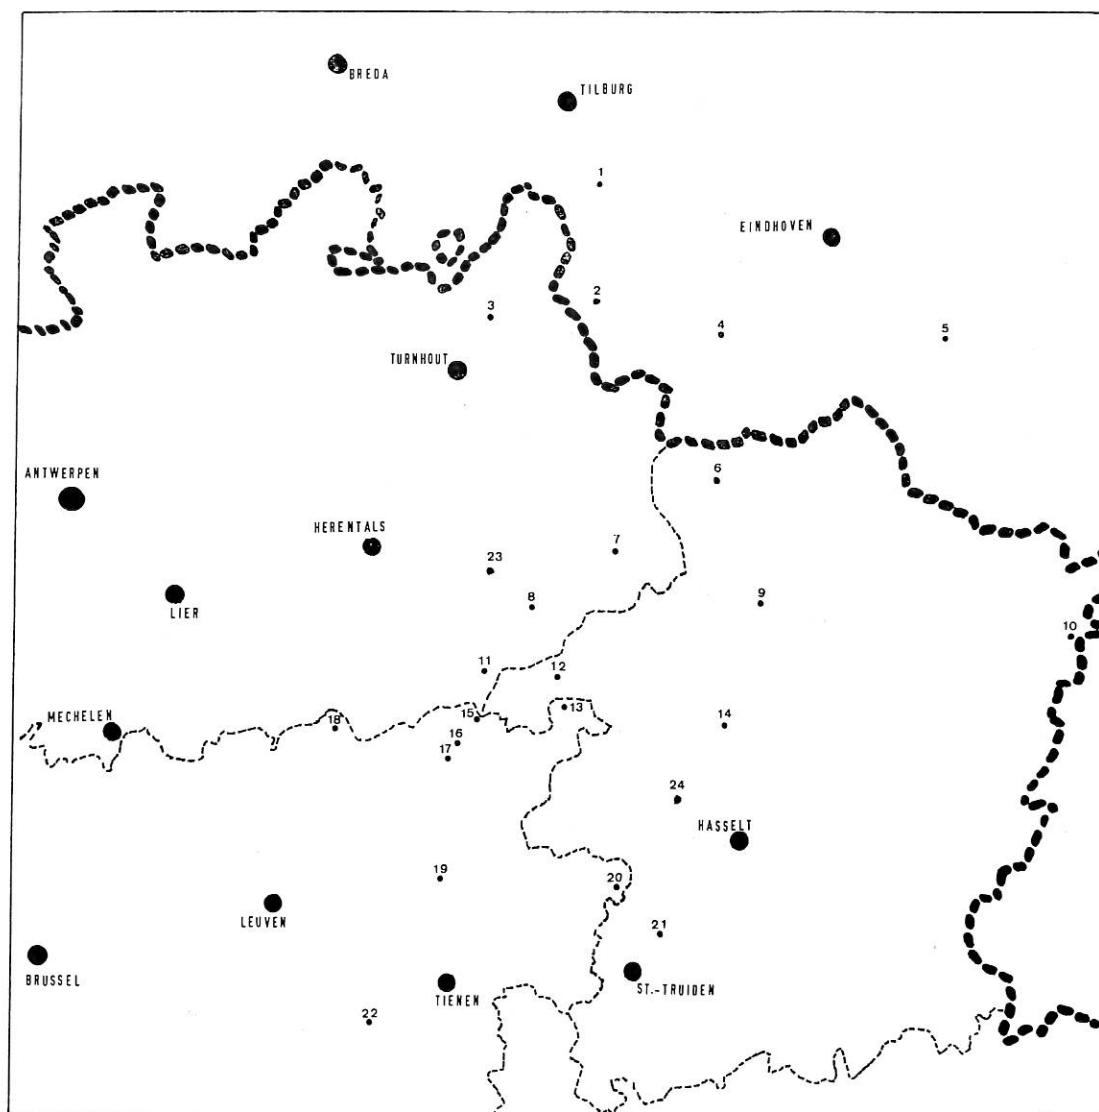 BREDA
TILBURG
1
EINDHOVEN
2
3
4
5
TURNHOUT
ANTWERPEN
6
HERENTALS
7
23
8
9
LIER
10
11
12
MECHELEN
18
15
13
14
16
17
24
HASSELT
19
20
LEUVEN
21
BRUSSEL
TIENEN
ST.-TRUIDEN
22